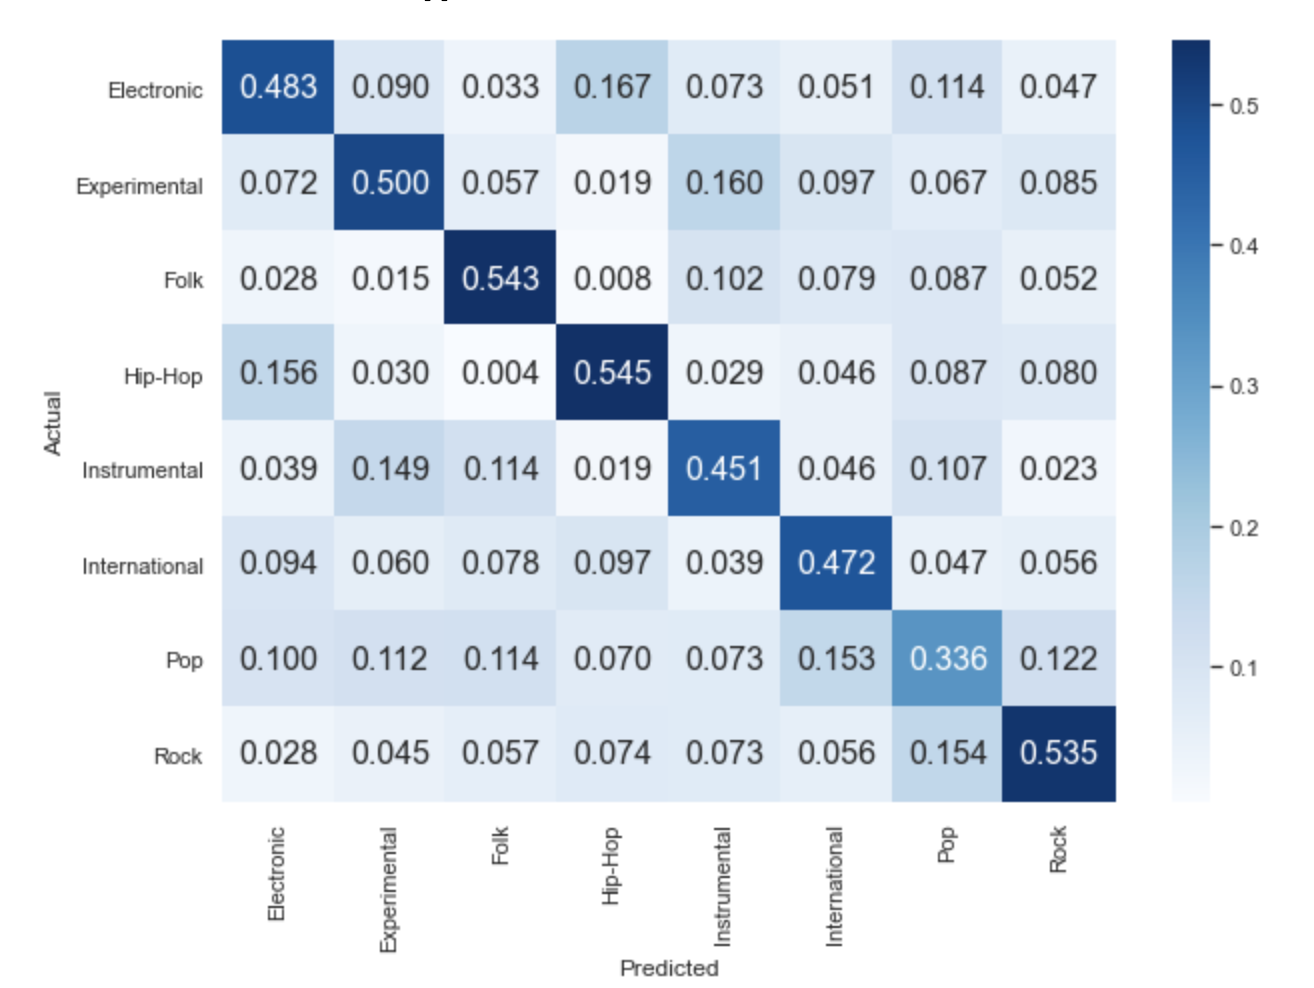 Electronic 0.483 0.090 0.033 0.167 0.073 0.051 0.114 0.047
Experimental 0.072 0.500 0.057 0.019 0.160 0.097 0.067 0.085
Folk 0.028 0.015 0.543 0.008 0.102 0.079 0.087 0.052
Hip-Hop 0.156 0.030 0.004 0.545 0.029 0.046 0.087 0.080
Instrumental 0.039 0.149 0.114 0.019 0.451 0.046 0.107 0.023
International 0.094 0.060 0.078 0.097 0.039 0.472 0.047 0.056
Pop 0.100 0.112 0.114 0.070 0.073 0.153 0.336 0.122
Rock 0.028 0.045 0.057 0.074 0.073 0.056 0.154 0.535
Actual
Electronic Experimental Folk Hip-Hop Instrumental International Pop Rock
Predicted
0.5
0.4
0.3
0.2
0.1